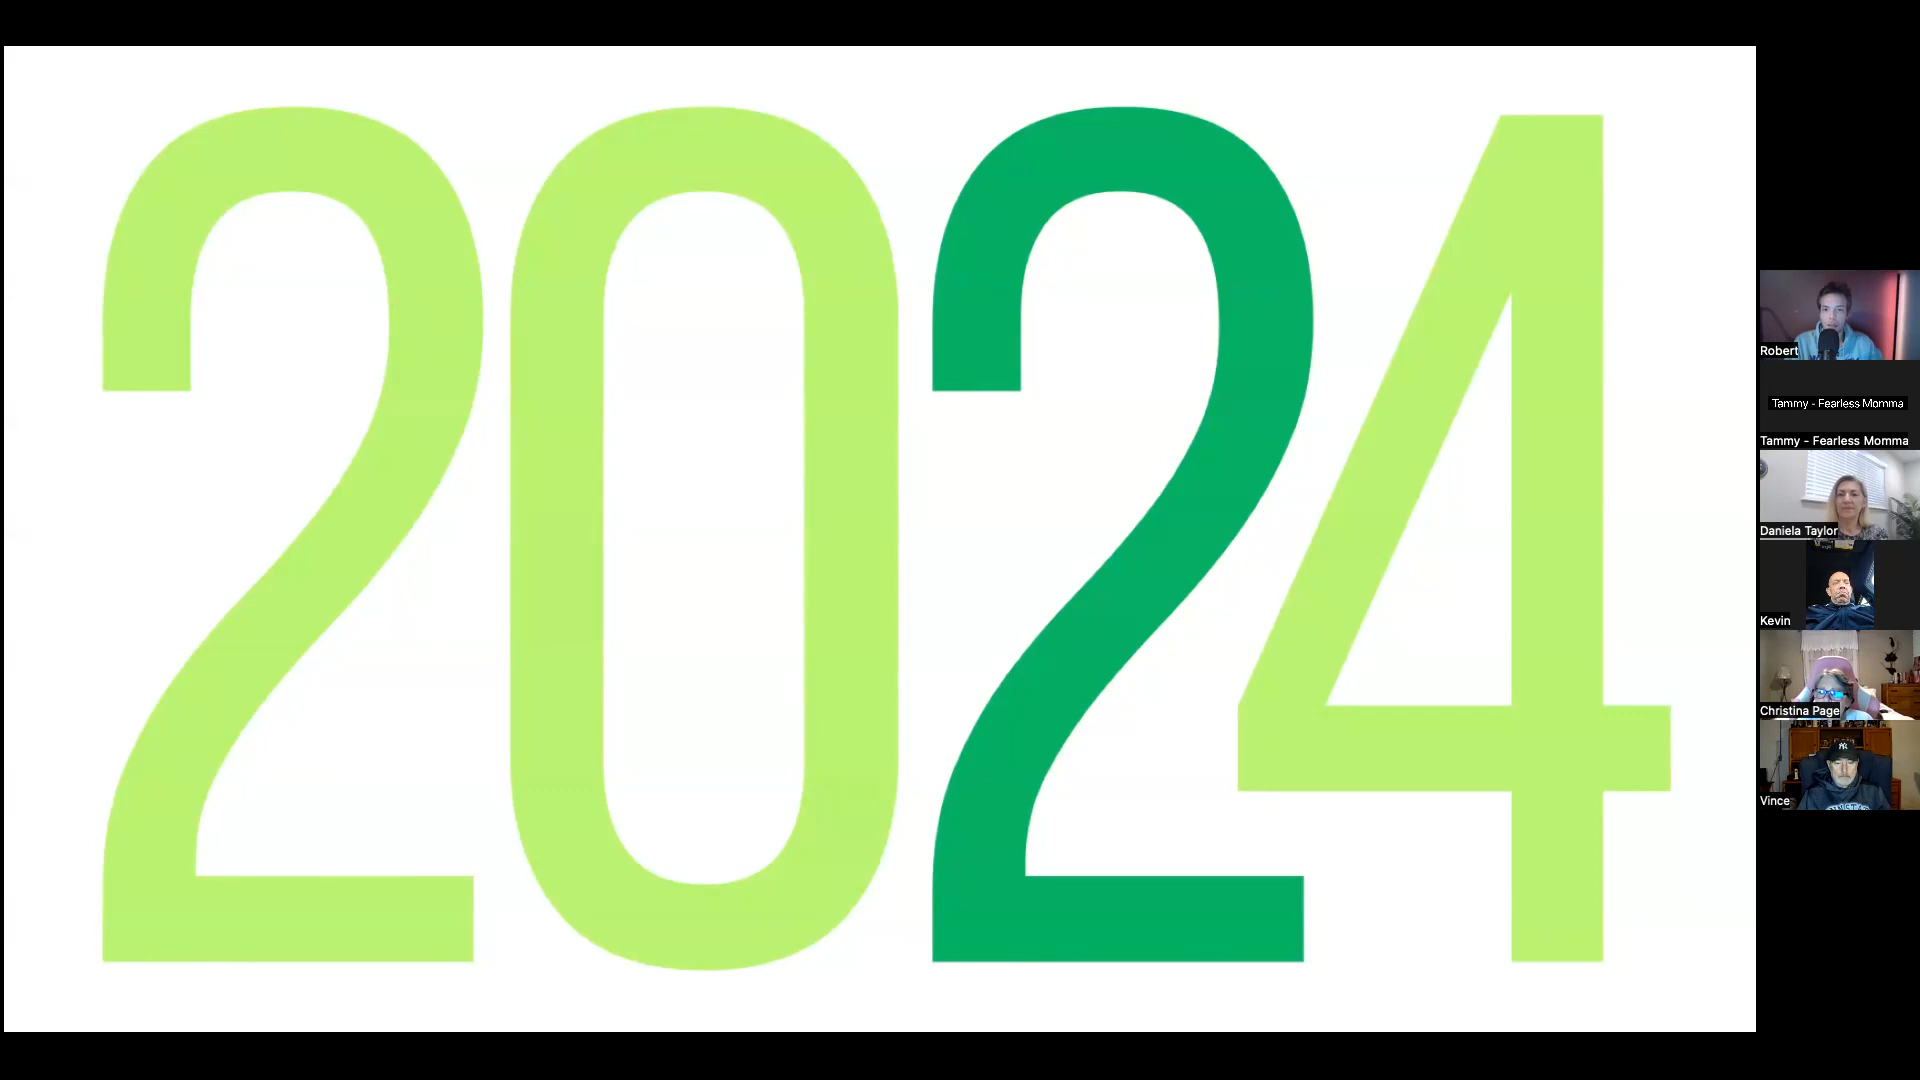 2024
Robert
Tammy - Fearless Momma
Tammy - Fearless Momma
Daniela Taylor
Kevin
Christina Page
Vince